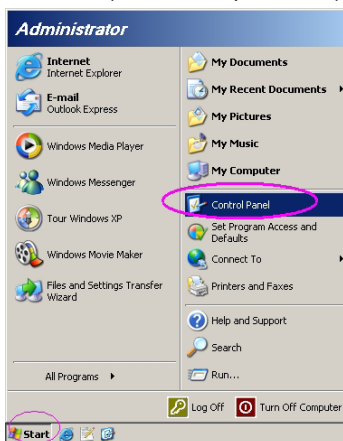 Administrator
Internet
Internet Explorer
E-mail
Outlook Express
Windows Media Player
Windows Messenger
Tour Windows XP
Windows Movie Maker
Files and Settings Transfer
Wizard
All Programs
My Documents
My Recent Documents
My Pictures
My Music
My Computer
Control Panel
Set Program Access and
Defaults
Connect To
Printers and Faxes
Help and Support
Search
Run...
Log Off
Turn Off Computer
Start